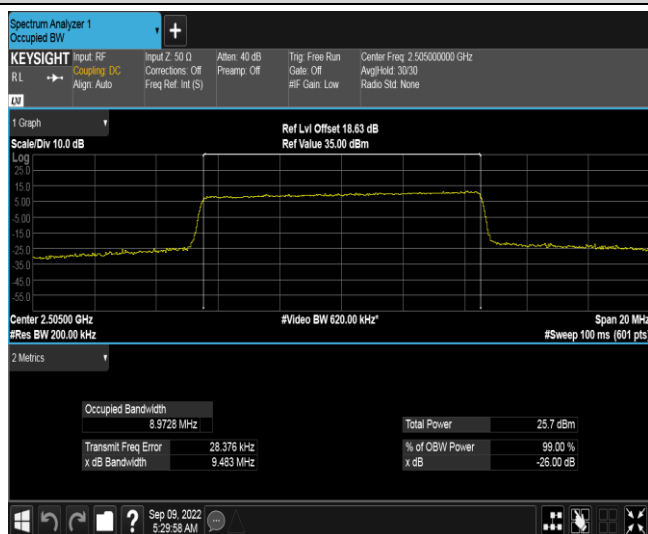 Spectrum Analyzer 1
Occupied BW
+
KEYSIGHT
R L
LXI
Input: RF
Coupling: DC
Align: Auto
Input Z: 50 Ω
Corrections: Off
Freq Ref: Int (S)
Atten: 40 dB
Preamp: Off
Trig: Free Run
Gate: Off
#IF Gain: Low
Center Freq: 2.505000000 GHz
Avg|Hold: 30/30
Radio Std: None
1 Graph
Scale/Div 10.0 dB
Ref Lvl Offset 18.63 dB
Ref Value 35.00 dBm
Log
25.0
15.0
5.00
-5.00
-15.0
-25.0
-35.0
-45.0
-55.0
Center 2.50500 GHz
#Res BW 200.00 kHz
#Video BW 620.00 kHz*
Span 20 MHz
#Sweep 100 ms (601 pts)
2 Metrics
Occupied Bandwidth
8.9728 MHz
Total Power 25.7 dBm
Transmit Freq Error 28.376 kHz
% of OBW Power 99.00 %
x dB Bandwidth 9.483 MHz
x dB -26.00 dB
?
Sep 09, 2022
5:29:58 AM